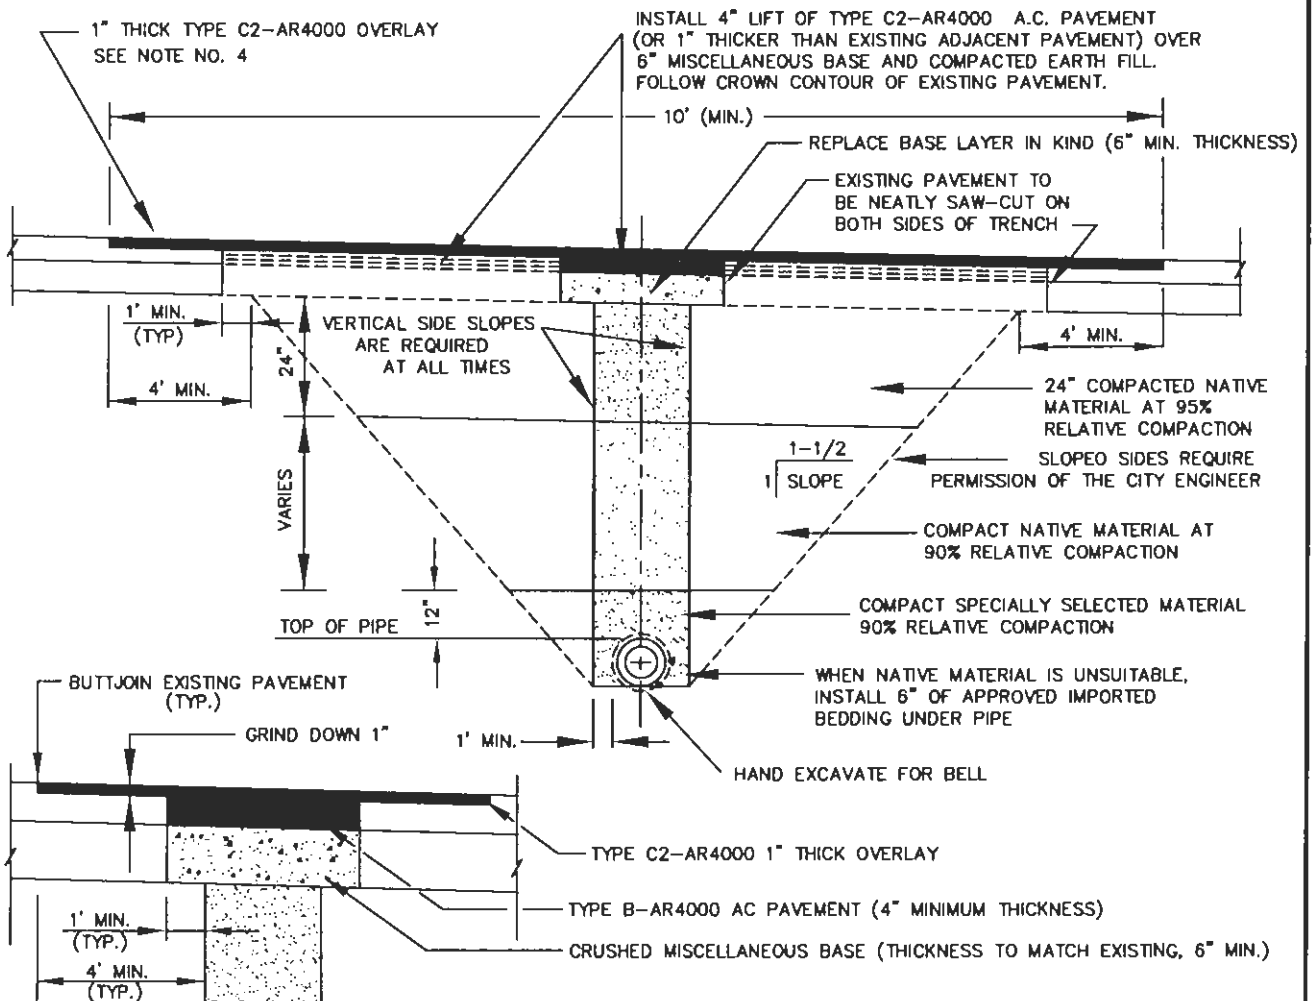 1" THICK TYPE C2-AR4000 OVERLAY
SEE NOTE NO. 4
INSTALL 4" LIFT OF TYPE C2-AR4000 A.C. PAVEMENT
(OR 1" THICKER THAN EXISTING ADJACENT PAVEMENT) OVER
6" MISCELLANEOUS BASE AND COMPACTED EARTH FILL.
FOLLOW CROWN CONTOUR OF EXISTING PAVEMENT.
10' (MIN.)
REPLACE BASE LAYER IN KIND (6" MIN. THICKNESS)
EXISTING PAVEMENT TO
BE NEATLY SAW-CUT ON
BOTH SIDES OF TRENCH
1' MIN.
(TYP)
VERTICAL SIDE SLOPES
ARE REQUIRED
AT ALL TIMES
24"
4' MIN.
4' MIN.
24" COMPACTED NATIVE
MATERIAL AT 95%
RELATIVE COMPACTION
1-1/2
1 SLOPE
SLOPED SIDES REQUIRE
PERMISSION OF THE CITY ENGINEER
VARIES
COMPACT NATIVE MATERIAL AT
90% RELATIVE COMPACTION
12"
TOP OF PIPE
COMPACT SPECIALLY SELECTED MATERIAL
90% RELATIVE COMPACTION
WHEN NATIVE MATERIAL IS UNSUITABLE,
INSTALL 6" OF APPROVED IMPORTED
BEDDING UNDER PIPE
1' MIN.
HAND EXCAVATE FOR BELL
BUTTJOIN EXISTING PAVEMENT
(TYP.)
GRIND DOWN 1"
TYPE C2-AR4000 1" THICK OVERLAY
TYPE B-AR4000 AC PAVEMENT (4" MINIMUM THICKNESS)
CRUSHED MISCELLANEOUS BASE (THICKNESS TO MATCH EXISTING, 6" MIN.)
1' MIN.
(TYP.)
4' MIN.
(TYP.)